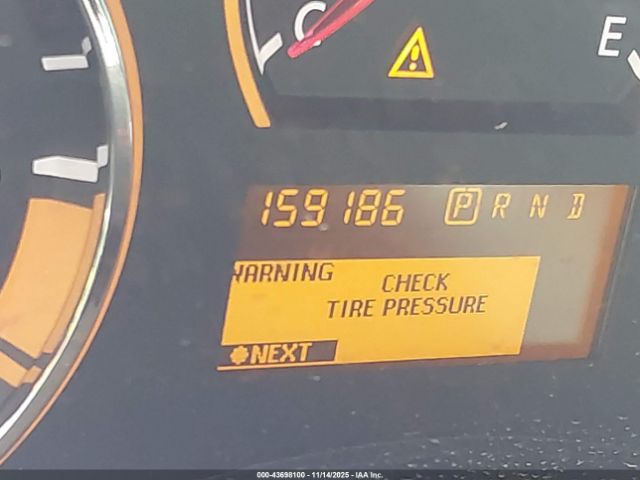 C
E
159186 P R N D
WARNING
CHECK
TIRE PRESSURE
NEXT
000-43698100 - 11/14/2025 - IAA Inc.